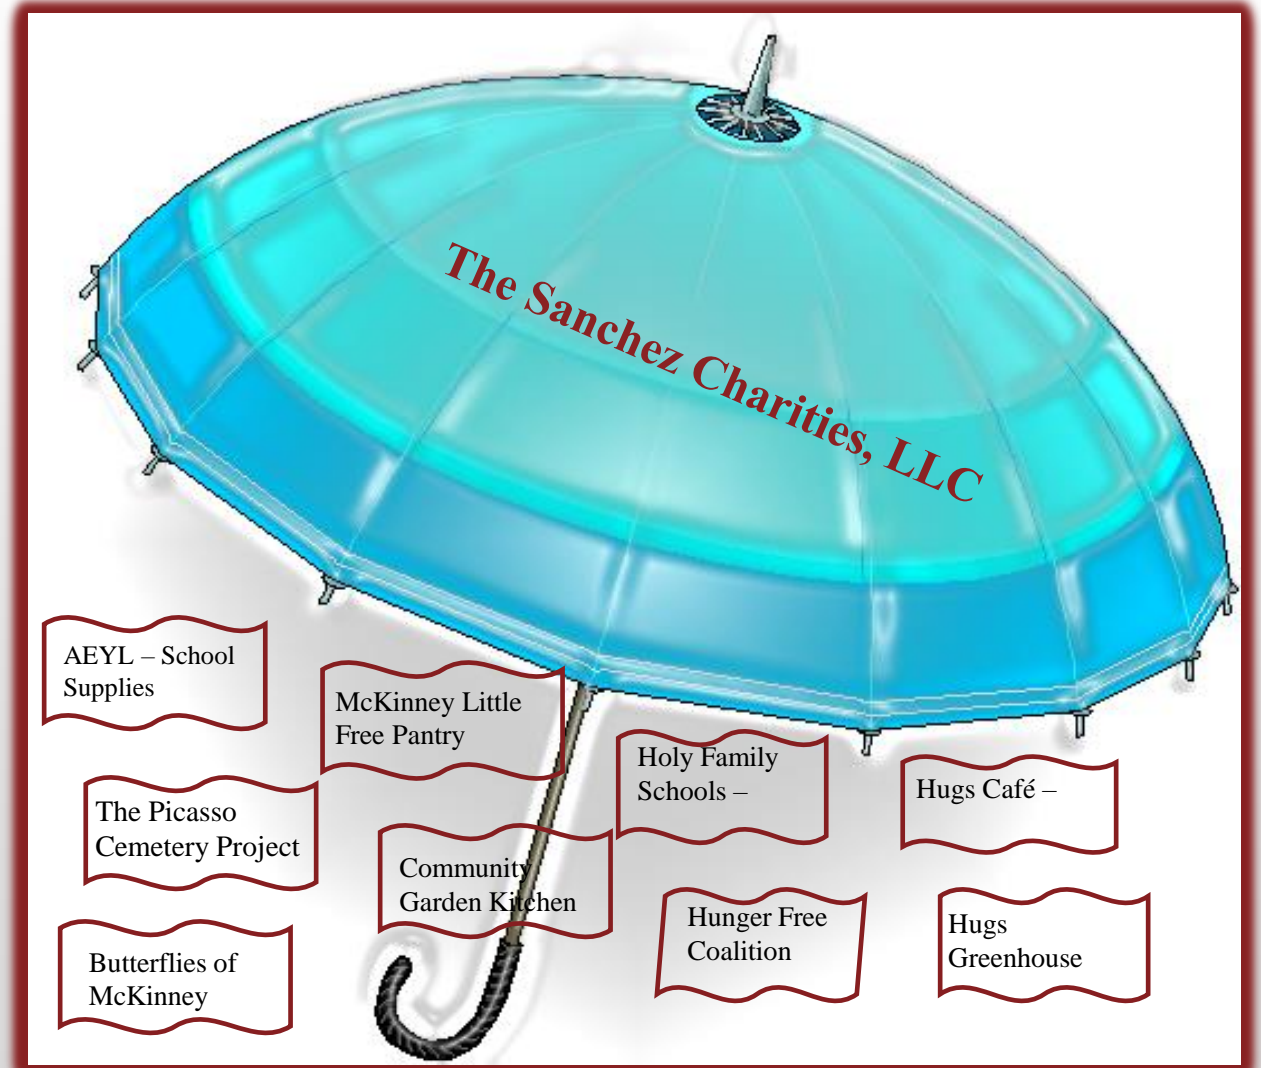 The Sanchez Charities, LLC
AEYL – School
Supplies
McKinney Little
Free Pantry
Holy Family
Schools –
Hugs Café –
The Picasso
Cemetery Project
Community
Garden Kitchen
Hunger Free
Coalition
Hugs
Greenhouse
Butterflies of
McKinney